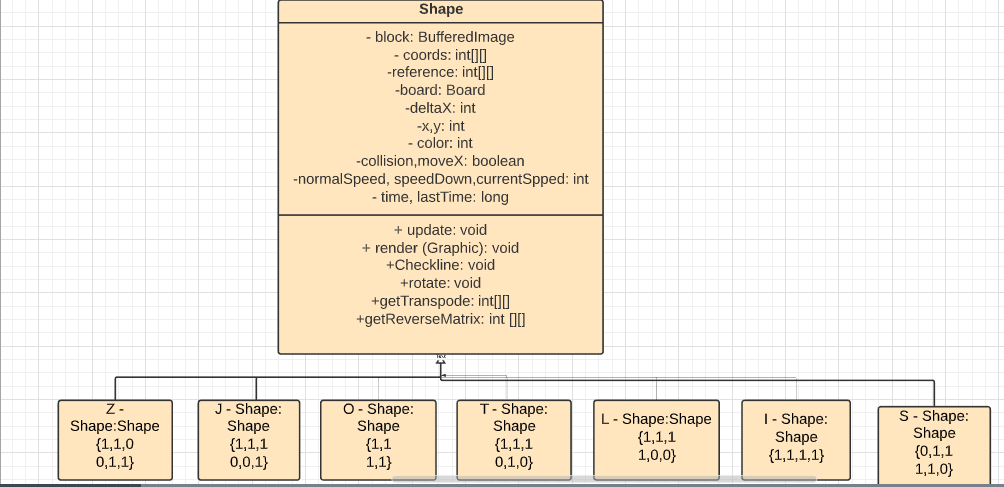 Shape
- block: BufferedImage
- coords: int[][]
-reference: int[][]
-board: Board
-deltaX: int
-x,y: int
- color: int
-collision,moveX: boolean
-normalSpeed, speedDown,currentSpped: int
- time, lastTime: long
+ update: void
+ render (Graphic): void
+Checkline: void
+rotate: void
+getTranspode: int[][]
+getReverseMatrix: int [][]
Z -
Shape:Shape
{1,1,0
0,1,1}
J - Shape:
Shape
{1,1,1
0,0,1}
O - Shape:
Shape
{1,1
1,1}
T - Shape:
Shape
{1,1,1
0,1,0}
L - Shape:Shape
{1,1,1
1,0,0}
I - Shape:
Shape
{1,1,1,1}
S - Shape:
Shape
{0,1,1
1,1,0}